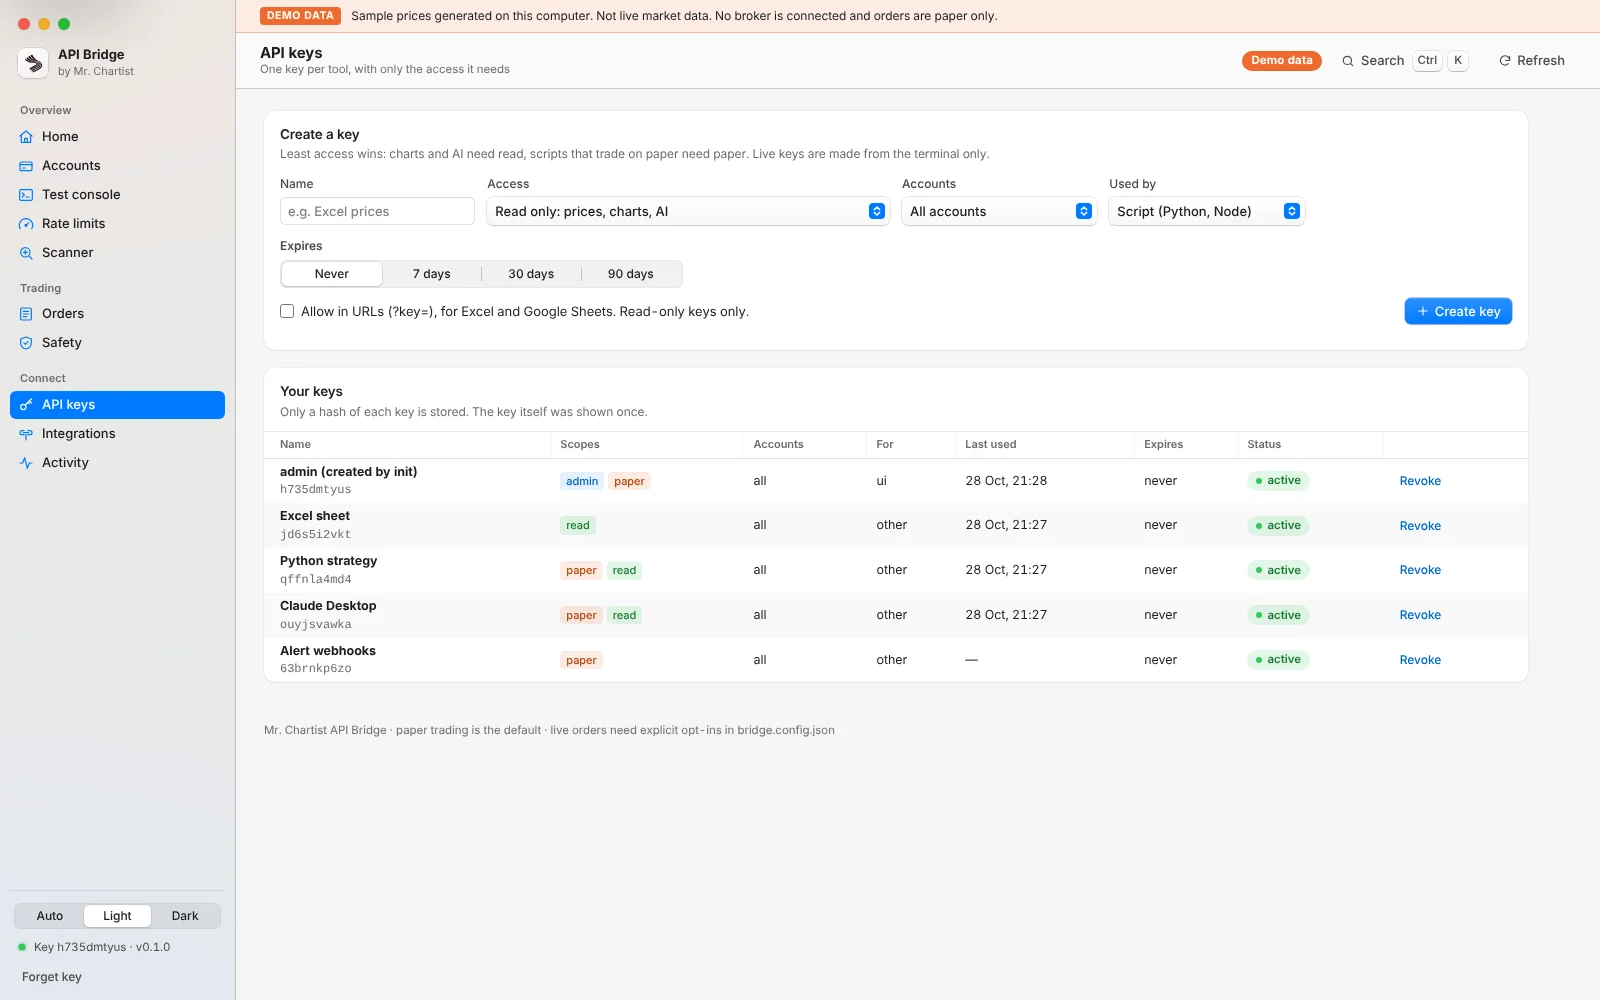 DEMO DATA Sample prices generated on this computer. Not live market data. No broker is connected and orders are paper only.
API Bridge
by Mr. Chartist
Overview
Home
Accounts
Test console
Rate limits
Scanner
Trading
Orders
Safety
Connect
API keys
Integrations
Activity
Auto Light Dark
Key h735dmtyus · v0.1.0
Forget key
API keys
One key per tool, with only the access it needs
Demo data Search Ctrl K Refresh
Create a key
Least access wins: charts and AI need read, scripts that trade on paper need paper. Live keys are made from the terminal only.
Name Access Accounts Used by
e.g. Excel prices Read only: prices, charts, AI All accounts Script (Python, Node)
Expires
Never 7 days 30 days 90 days
Allow in URLs (?key=), for Excel and Google Sheets. Read-only keys only.
+ Create key
Your keys
Only a hash of each key is stored. The key itself was shown once.
Name Scopes Accounts For Last used Expires Status
admin (created by init)
h735dmtyus
admin paper all ui 28 Oct, 21:28 never active Revoke
Excel sheet
jd6s5i2vkt
read all other 28 Oct, 21:27 never active Revoke
Python strategy
qffnla4md4
paper read all other 28 Oct, 21:27 never active Revoke
Claude Desktop
ouyjsvawka
paper read all other 28 Oct, 21:27 never active Revoke
Alert webhooks
63brnkp6zo
paper all other — never active Revoke
Mr. Chartist API Bridge · paper trading is the default · live orders need explicit opt-ins in bridge.config.json